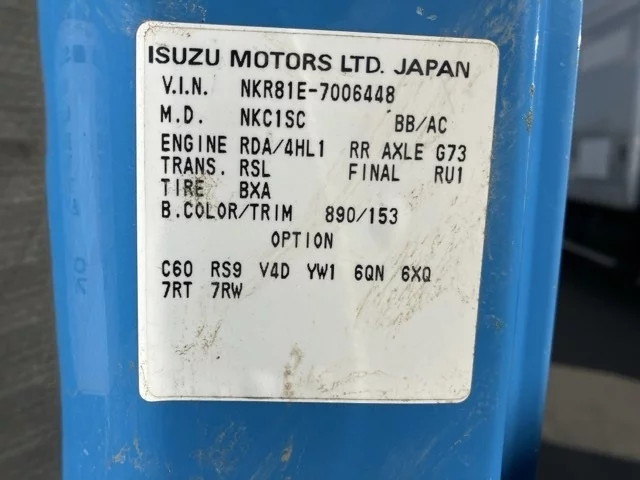 ISUZU MOTORS LTD. JAPAN
V.I.N. NKR81E-7006448
M.D. NKC1SC BB/AC
ENGINE RDA/4HL1 RR AXLE G73
TRANS. RSL FINAL RU1
TIRE BXA
B.COLOR/TRIM 890/153
OPTION
C60 RS9 V4D YW1 6QN 6XQ
7RT 7RW